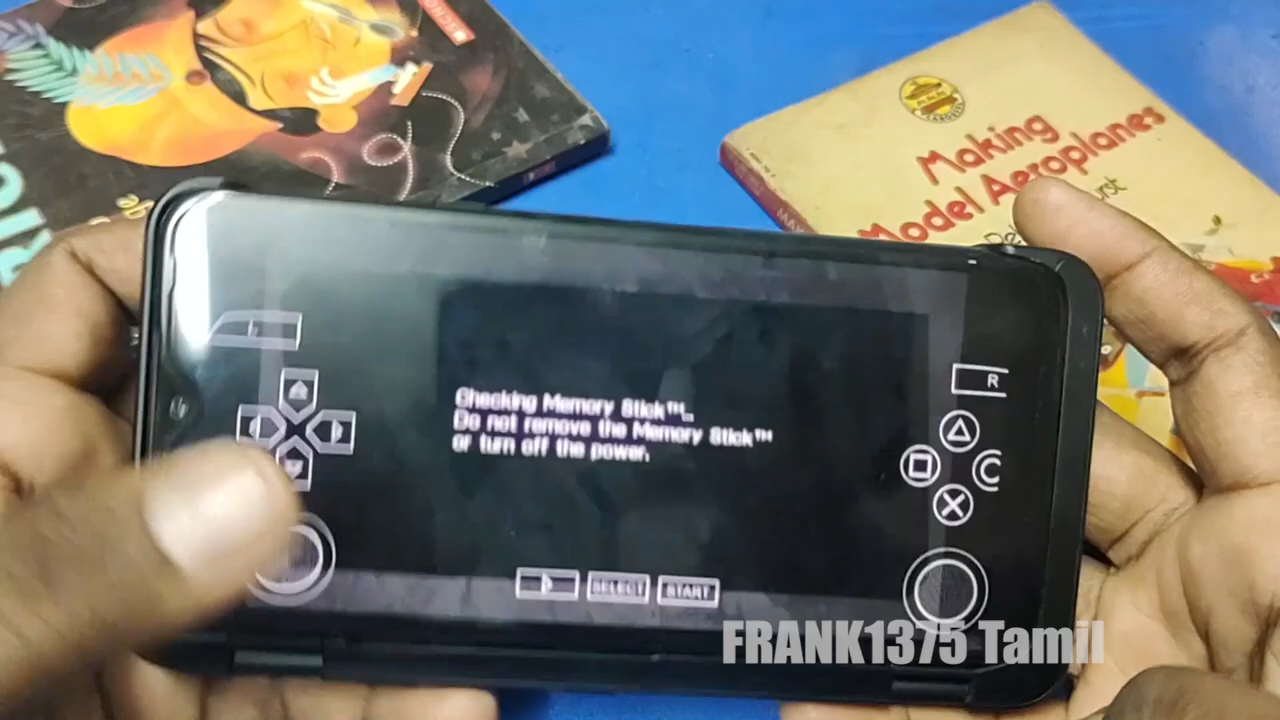 Making
Model Aeroplanes
Checking Memory Stick™...
Do not remove the Memory Stick™
or turn off the power.
R
SELECT
START
FRANK1375 Tamil